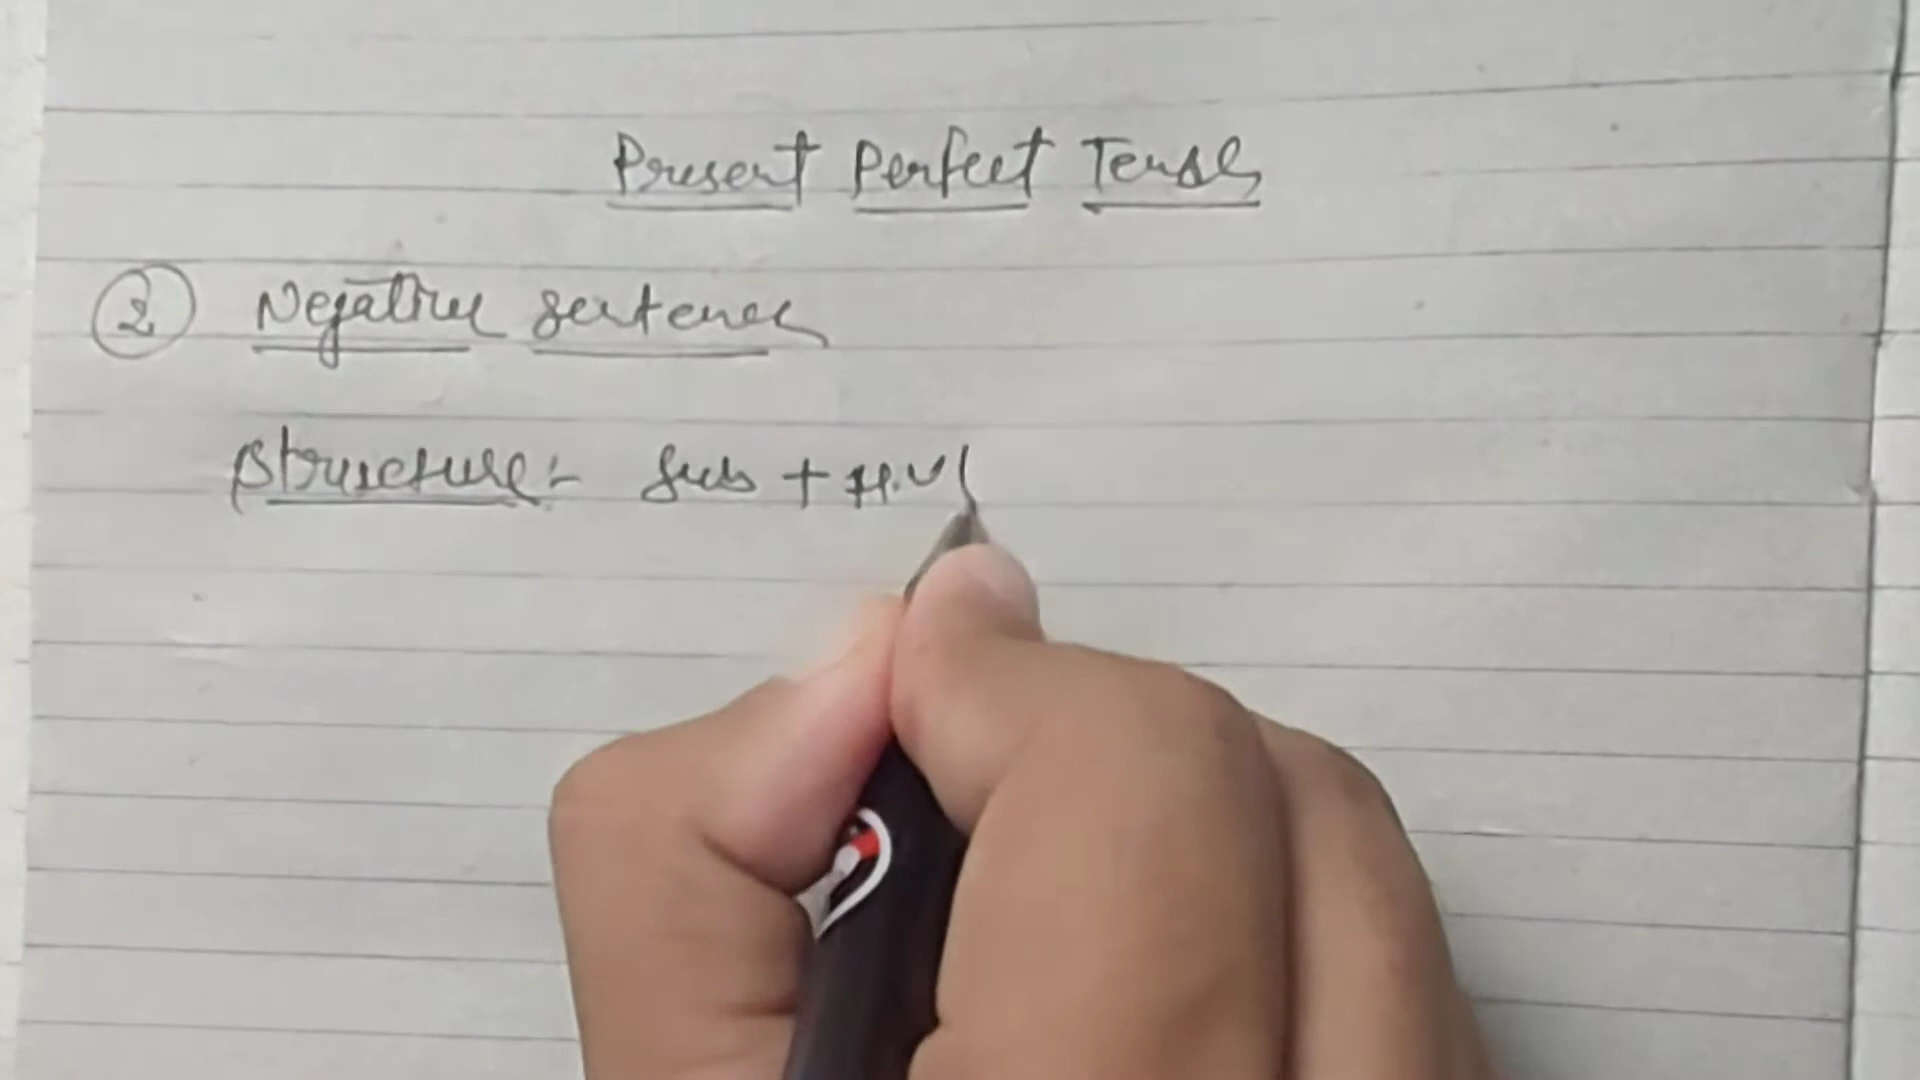 Present Perfect Tense
2 Negative sentence
Structure:- Sub + H.V(